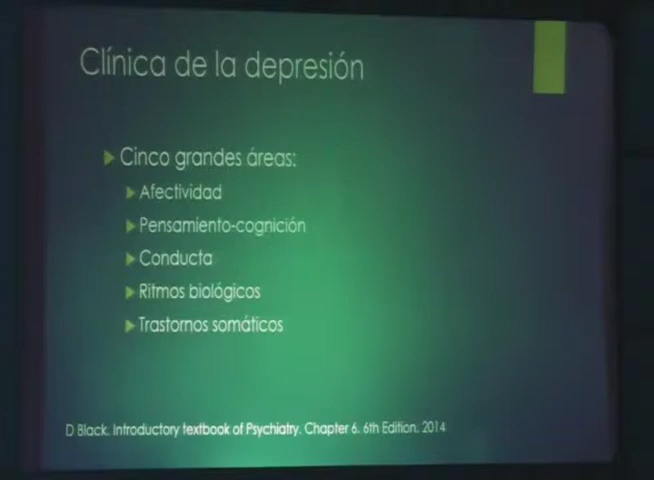 Clínica de la depresión
Cinco grandes áreas:
Afectividad
Pensamiento-cognición
Conducta
Ritmos biológicos
Trastornos somáticos
D Black. Introductory textbook of Psychiatry. Chapter 6. 6th Edition. 2014